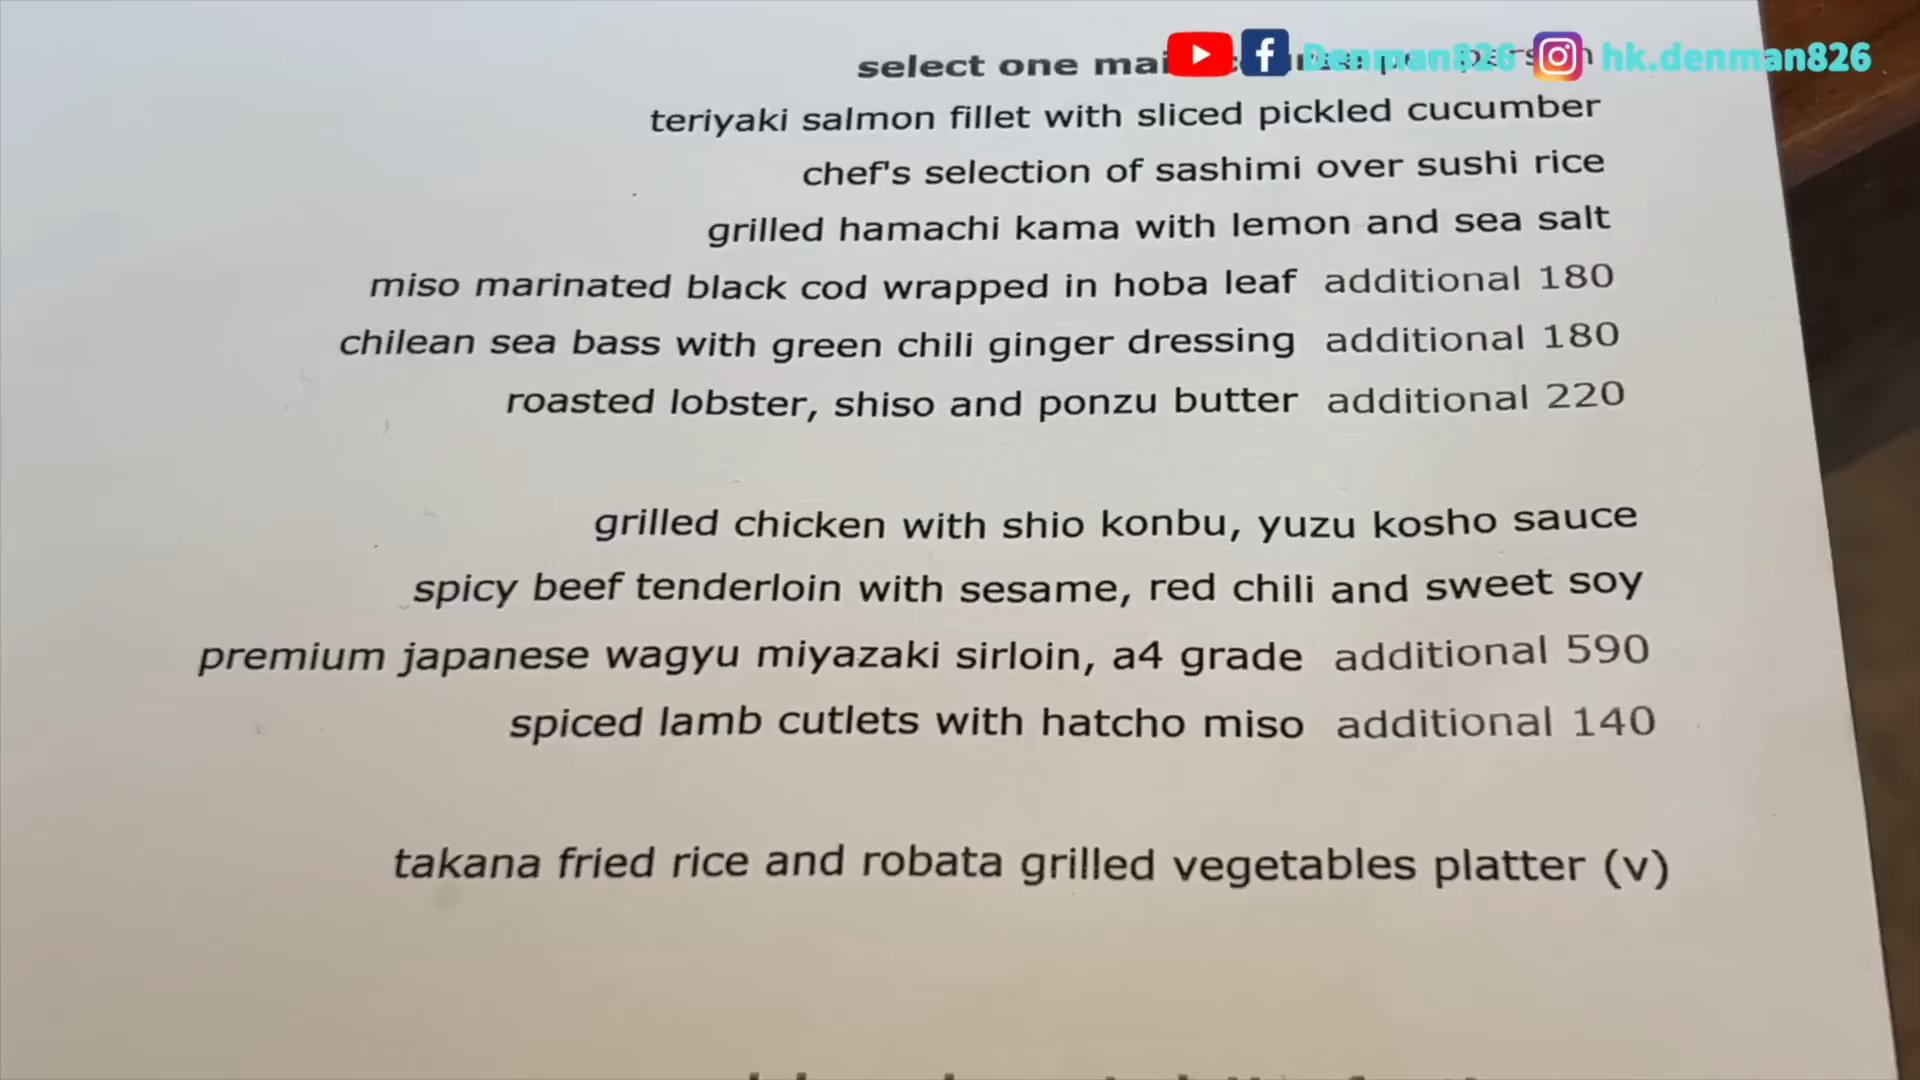 select one main course per person
Denman826 hk.denman826
teriyaki salmon fillet with sliced pickled cucumber
chef's selection of sashimi over sushi rice
grilled hamachi kama with lemon and sea salt
miso marinated black cod wrapped in hoba leaf additional 180
chilean sea bass with green chili ginger dressing additional 180
roasted lobster, shiso and ponzu butter additional 220
grilled chicken with shio konbu, yuzu kosho sauce
spicy beef tenderloin with sesame, red chili and sweet soy
premium japanese wagyu miyazaki sirloin, a4 grade additional 590
spiced lamb cutlets with hatcho miso additional 140
takana fried rice and robata grilled vegetables platter (v)